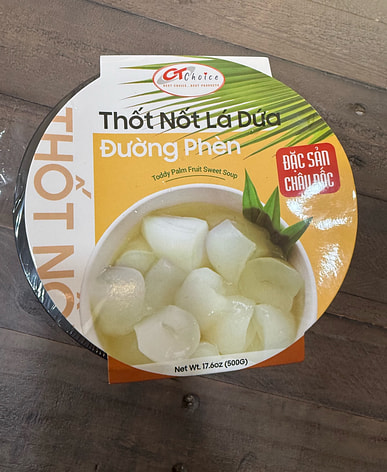 CT Choice
BEST CHOICE, BEST PRODUCTS
Thốt Nốt Lá Dứa
Đường Phèn
Toddy Palm Fruit Sweet Soup
ĐẶC SẢN
CHÂU ĐỐC
THỐT NỐ
Net Wt. 17.6oz (500G)